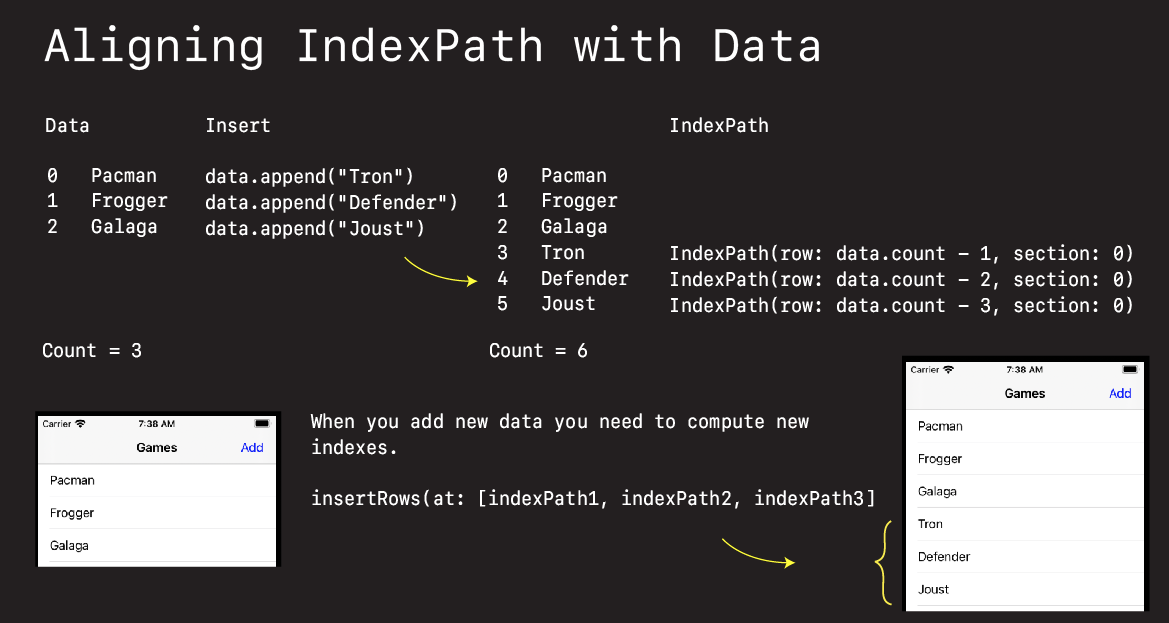 Aligning IndexPath with Data
Data Insert IndexPath
0 Pacman data.append("Tron") 0 Pacman
1 Frogger data.append("Defender") 1 Frogger
2 Galaga data.append("Joust") 2 Galaga
3 Tron IndexPath(row: data.count - 1, section: 0)
4 Defender IndexPath(row: data.count - 2, section: 0)
5 Joust IndexPath(row: data.count - 3, section: 0)
Count = 3 Count = 6
Carrier 7:38 AM
Games Add
Pacman
Frogger
Galaga
When you add new data you need to compute new
indexes.
insertRows(at: [indexPath1, indexPath2, indexPath3]
Carrier 7:38 AM
Games Add
Pacman
Frogger
Galaga
Tron
Defender
Joust